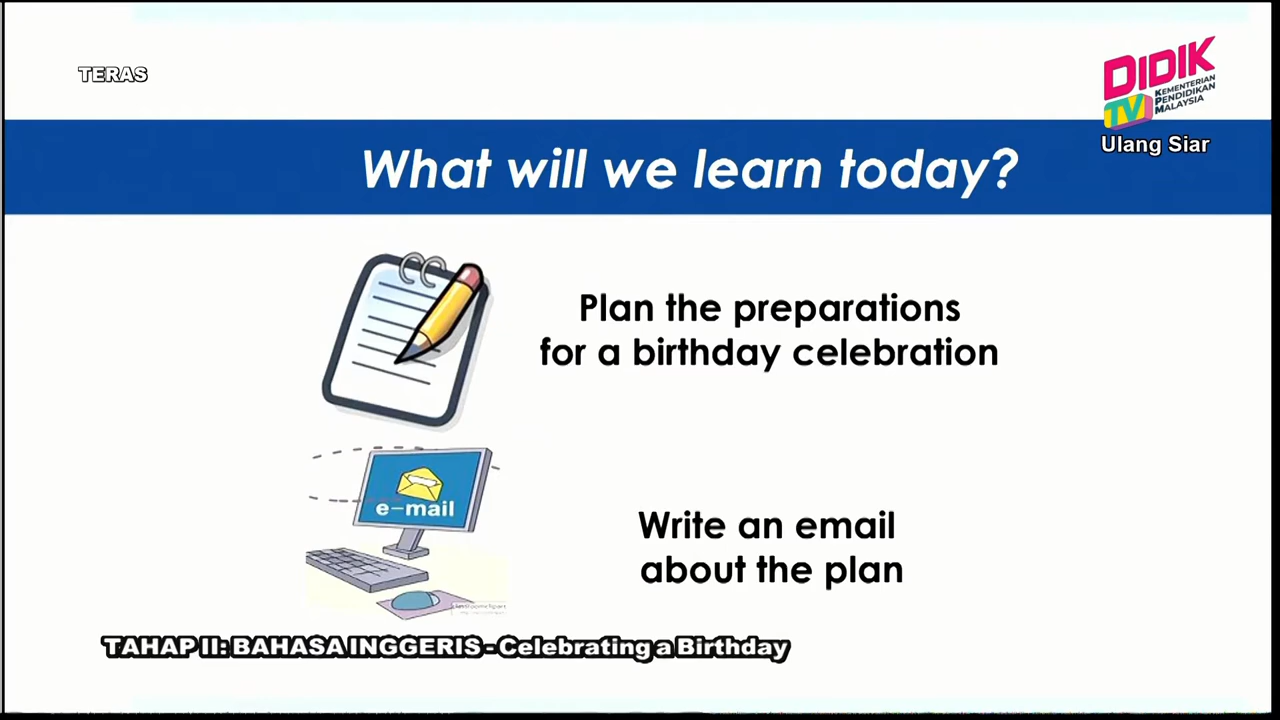 TERAS
DIDIK
TV
KEMENTERIAN
PENDIDIKAN
MALAYSIA
Ulang Siar
What will we learn today?
Plan the preparations
for a birthday celebration
e-mail
Write an email
about the plan
TAHAP II: BAHASA INGGERIS - Celebrating a Birthday